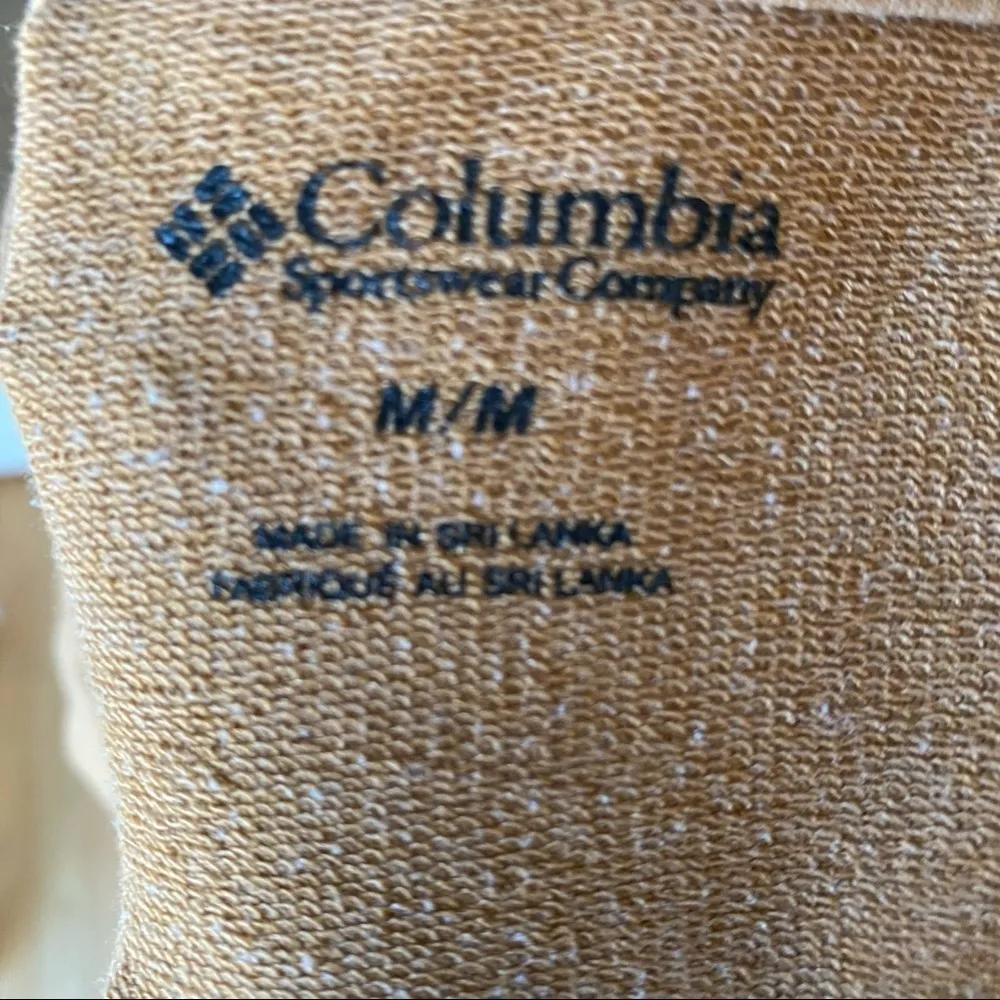 Columbia
Sportswear Company
M/M
MADE IN SRI LANKA
FABRIQUÉ AU SRI LANKA